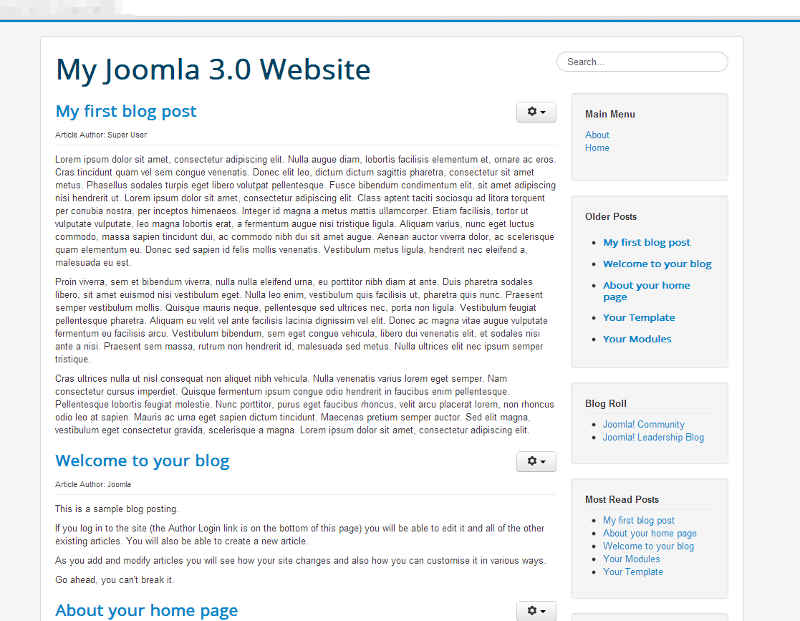 My Joomla 3.0 Website
Search...
My first blog post
Article Author: Super User
Lorem ipsum dolor sit amet, consectetur adipiscing elit. Nulla augue diam, lobortis facilisis elementum et, ornare ac eros.
Cras tincidunt quam vel sem congue venenatis. Donec elit leo, dictum dictum sagittis pharetra, consectetur sit amet
metus. Phasellus sodales turpis eget libero volutpat pellentesque. Fusce bibendum condimentum elit, sit amet adipiscing
nisi hendrerit ut. Lorem ipsum dolor sit amet, consectetur adipiscing elit. Class aptent taciti sociosqu ad litora torquent
per conubia nostra, per inceptos himenaeos. Integer id magna a metus mattis ullamcorper. Etiam facilisis, tortor ut
vulputate vulputate, leo magna lobortis erat, a fermentum augue nisi tristique ligula. Aliquam varius, nunc eget luctus
commodo, massa sapien tincidunt dui, ac commodo nibh dui sit amet augue. Aenean auctor viverra dolor, ac scelerisque
quam elementum eu. Donec sed sapien id felis mollis venenatis. Vestibulum metus ligula, hendrerit nec eleifend a,
malesuada eu est.
Proin viverra, sem et bibendum viverra, nulla nulla eleifend urna, eu porttitor nibh diam at ante. Duis pharetra sodales
libero, sit amet euismod nisi vestibulum eget. Nulla leo enim, vestibulum quis facilisis ut, pharetra quis nunc. Praesent
semper vestibulum mollis. Quisque mauris neque, pellentesque sed ultrices nec, porta non ligula. Vestibulum feugiat
pellentesque pharetra. Aliquam eu velit vel ante facilisis lacinia dignissim vel elit. Donec ac magna vitae augue vulputate
fermentum eu facilisis arcu. Vestibulum bibendum, sem eget congue vehicula, libero dui venenatis elit, et sodales nisi
ante a nisi. Praesent sem massa, rutrum non hendrerit id, malesuada sed metus. Nulla ultrices elit nec ipsum semper
tristique.
Cras ultrices nulla ut nisl consequat non aliquet nibh vehicula. Nulla venenatis varius lorem eget semper. Nam
consectetur cursus imperdiet. Quisque fermentum ipsum congue odio hendrerit in faucibus enim pellentesque.
Pellentesque lobortis feugiat molestie. Nunc porttitor, purus eget faucibus rhoncus, velit arcu placerat lorem, non rhoncus
odio leo at sapien. Mauris ac urna eget sapien dictum tincidunt. Maecenas pretium semper auctor. Sed elit magna,
vestibulum eget consectetur gravida, scelerisque a magna. Lorem ipsum dolor sit amet, consectetur adipiscing elit.
Welcome to your blog
Article Author: Joomla
This is a sample blog posting.
If you log in to the site (the Author Login link is on the bottom of this page) you will be able to edit it and all of the other
existing articles. You will also be able to create a new article.
As you add and modify articles you will see how your site changes and also how you can customise it in various ways.
Go ahead, you can't break it.
About your home page
Main Menu
About
Home
Older Posts
My first blog post
Welcome to your blog
About your home
page
Your Template
Your Modules
Blog Roll
Joomla! Community
Joomla! Leadership Blog
Most Read Posts
My first blog post
About your home page
Welcome to your blog
Your Modules
Your Template